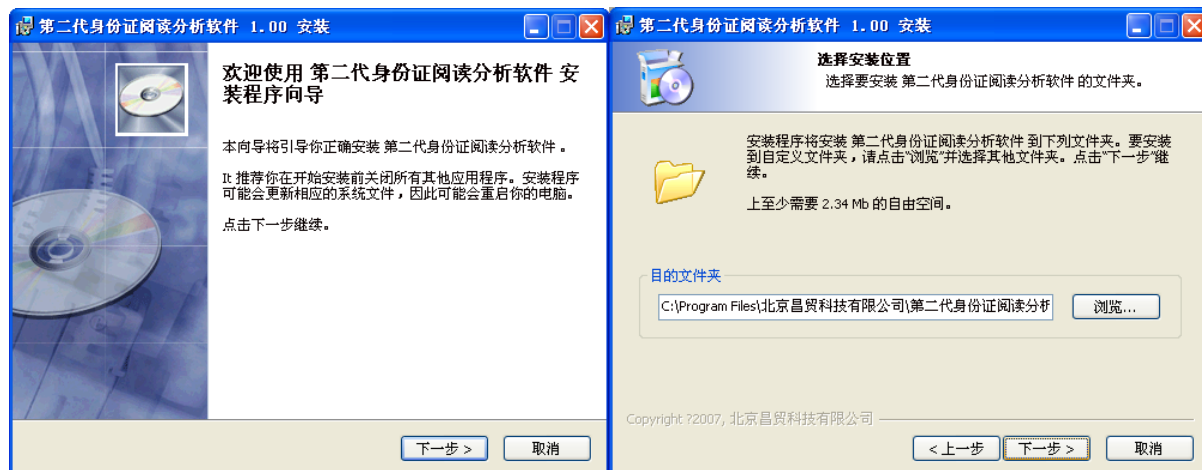 第二代身份证阅读分析软件 1.00 安装
欢迎使用 第二代身份证阅读分析软件 安
装程序向导
本向导将引导你正确安装 第二代身份证阅读分析软件 。
It 推荐你在开始安装前关闭所有其他应用程序。安装程序
可能会更新相应的系统文件，因此可能会重启你的电脑。
点击下一步继续。
下一步 >
取消
第二代身份证阅读分析软件 1.00 安装
选择安装位置
选择要安装 第二代身份证阅读分析软件 的文件夹。
安装程序将安装 第二代身份证阅读分析软件 到下列文件夹。要安装
到自定义文件夹，请点击"浏览"并选择其他文件夹。点击"下一步"继
续。
上至少需要 2.34 Mb 的自由空间。
目的文件夹
C:\Program Files\北京昌贸科技有限公司\第二代身份证阅读分析
浏览...
Copyright ?2007, 北京昌贸科技有限公司
< 上一步
下一步 >
取消